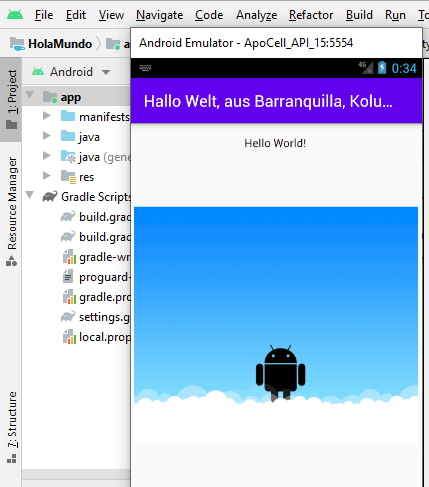 File Edit View Navigate Code Analyze Refactor Build Run To
HolaMundo
Android Emulator - ApoCell_API_15:5554
1: Project
Android
app
manifests
java
java (gene
res
Gradle Scripts
build.grad
build.grad
gradle-wr
proguard-
gradle.pro
settings.g
local.prop
Resource Manager
7: Structure
4G 0:34
Hallo Welt, aus Barranquilla, Kolu...
Hello World!